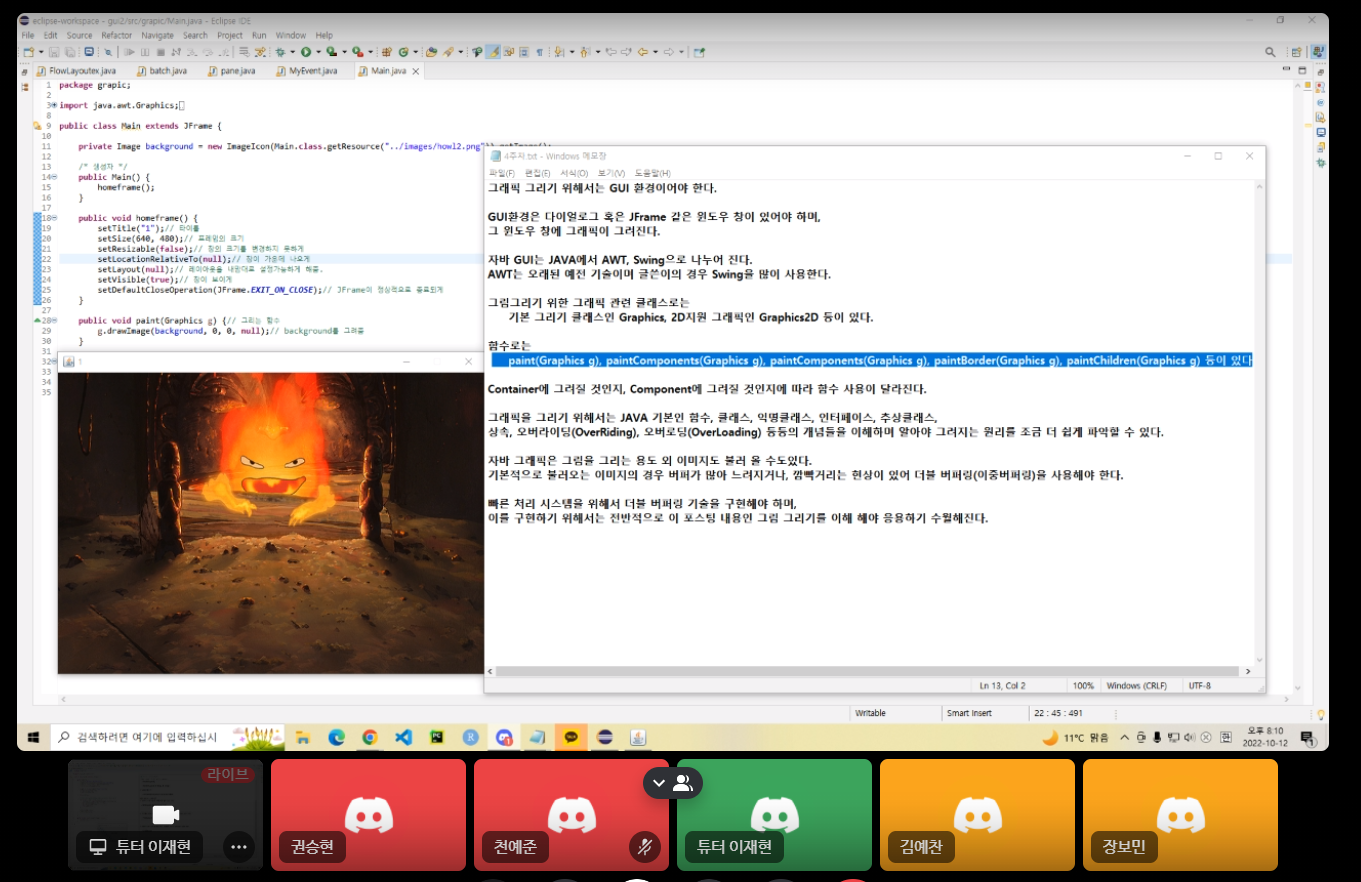 eclipse-workspace - gui2/src/grapic/Main.java - Eclipse IDE
File Edit Source Refactor Navigate Search Project Run Window Help
FlowLayoutex.java batch.java pane.java MyEvent.java Main.java
1 package grapic;
2
3 import java.awt.Graphics;
8
9 public class Main extends JFrame {
10
11 private Image background = new ImageIcon(Main.class.getResource("../images/howl2.png")).getImage();
12
13 /* 생성자 */
14 public Main() {
15 homeframe();
16 }
17
18 public void homeframe() {
19 setTitle("1");// 타이틀
20 setSize(640, 480);// 프레임의 크기
21 setResizable(false);// 창의 크기를 변경하지 못하게
22 setLocationRelativeTo(null);// 창이 가운데 나오게
23 setLayout(null);// 레이아웃을 내맘대로 설정가능하게 해줌.
24 setVisible(true);// 창이 보이게
25 setDefaultCloseOperation(JFrame.EXIT_ON_CLOSE);// JFrame이 정상적으로 종료되게
26 }
27
28 public void paint(Graphics g) {// 그리는 함수
29 g.drawImage(background, 0, 0, null);// background를 그려줌
30 }
31
32
33
34
35
1
4주차.txt - Windows 메모장
파일(F) 편집(E) 서식(O) 보기(V) 도움말(H)
그래픽 그리기 위해서는 GUI 환경이어야 한다.
GUI환경은 다이얼로그 혹은 JFrame 같은 윈도우 창이 있어야 하며,
그 윈도우 창에 그래픽이 그려진다.
자바 GUI는 JAVA에서 AWT, Swing으로 나누어 진다.
AWT는 오래된 예전 기술이며 글쓴이의 경우 Swing을 많이 사용한다.
그림그리기 위한 그래픽 관련 클래스로는
기본 그리기 클래스인 Graphics, 2D지원 그래픽인 Graphics2D 등이 있다.
함수로는
paint(Graphics g), paintComponents(Graphics g), paintComponents(Graphics g), paintBorder(Graphics g), paintChildren(Graphics g) 등이 있다
Container에 그려질 것인지, Component에 그려질 것인지에 따라 함수 사용이 달라진다.
그래픽을 그리기 위해서는 JAVA 기본인 함수, 클래스, 익명클래스, 인터페이스, 추상클래스,
상속, 오버라이딩(OverRiding), 오버로딩(OverLoading) 등등의 개념들을 이해하며 알아야 그려지는 원리를 조금 더 쉽게 파악할 수 있다.
자바 그래픽은 그림을 그리는 용도 외 이미지도 불러 올 수도있다.
기본적으로 불러오는 이미지의 경우 버퍼가 많아 느려지거나, 깜빡거리는 현상이 있어 더블 버퍼링(이중버퍼링)을 사용해야 한다.
빠른 처리 시스템을 위해서 더블 버퍼링 기술을 구현해야 하며,
이를 구현하기 위해서는 전반적으로 이 포스팅 내용인 그림 그리기를 이해 해야 응용하기 수월해진다.
Ln 13, Col 2 100% Windows (CRLF) UTF-8
Writable Smart Insert 22 : 45 : 491
검색하려면 여기에 입력하십시
11°C 맑음
오후 8:10
2022-10-12
라이브
튜터 이재현
권승현
천예준
튜터 이재현
김예찬
장보민